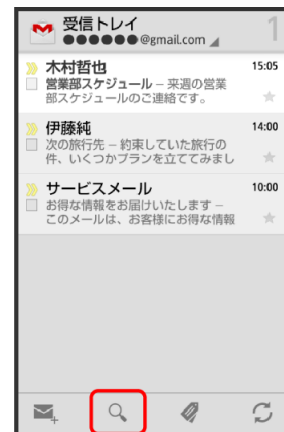 受信トレイ
●●●●●●@gmail.com
1
木村哲也 15:05
営業部スケジュール – 来週の営業
部スケジュールのご連絡です。
伊藤純 14:00
次の旅行先 – 約束していた旅行の
件、いくつかプランを立ててみまし
サービスメール 10:00
お得な情報をお届けいたします –
このメールは、お客様にお得な情報